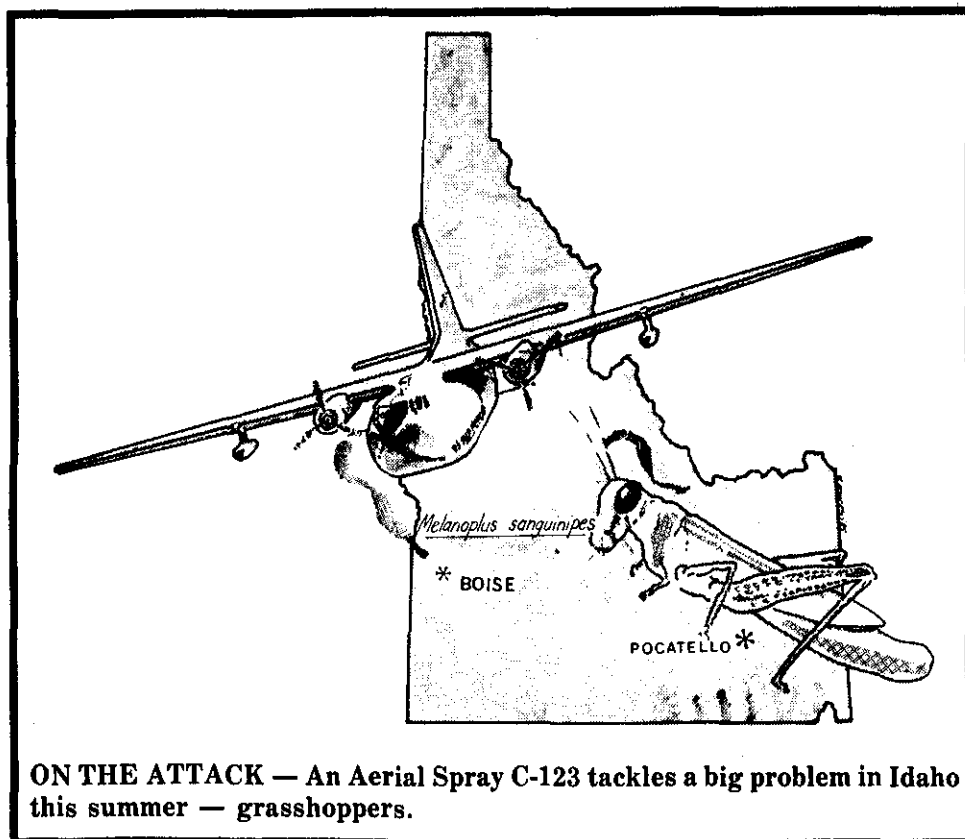 Melanoplus sanguinipes
* BOISE
POCATELLO *
ON THE ATTACK — An Aerial Spray C-123 tackles a big problem in Idaho
this summer — grasshoppers.